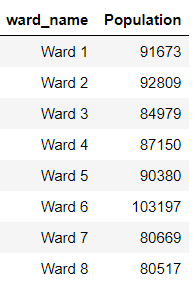 ward_name Population
Ward 1 91673
Ward 2 92809
Ward 3 84979
Ward 4 87150
Ward 5 90380
Ward 6 103197
Ward 7 80669
Ward 8 80517